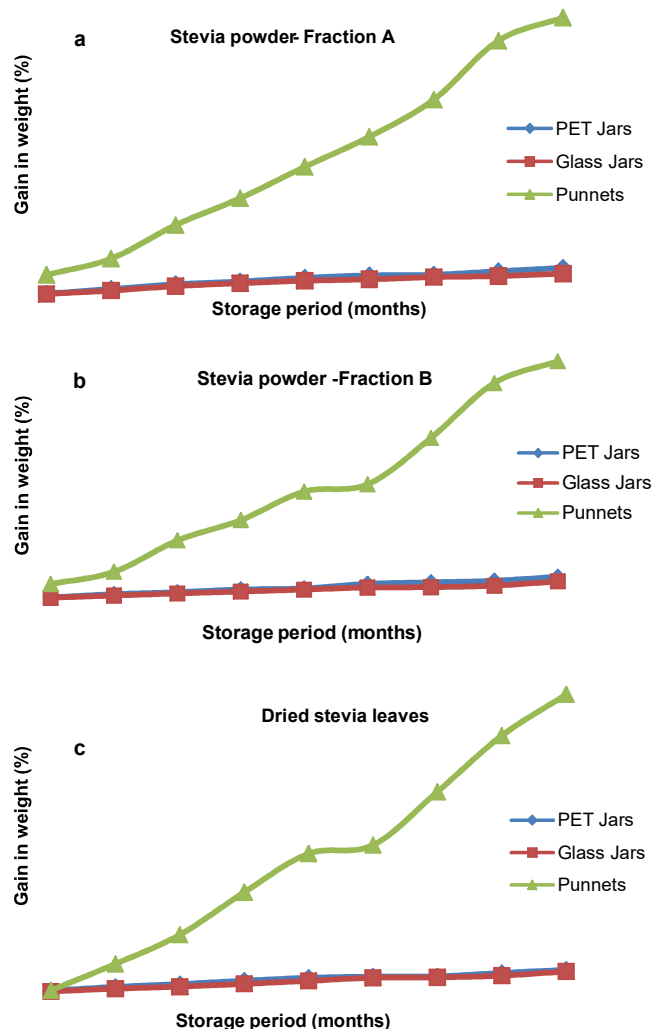 a
Stevia powder- Fraction A
Gain in weight (%)
PET Jars
Glass Jars
Punnets
Storage period (months)
b
Stevia powder -Fraction B
Gain in weight (%)
PET Jars
Glass Jars
Punnets
Storage period (months)
Dried stevia leaves
c
Gain in weight (%)
PET Jars
Glass Jars
Punnets
Storage period (months)